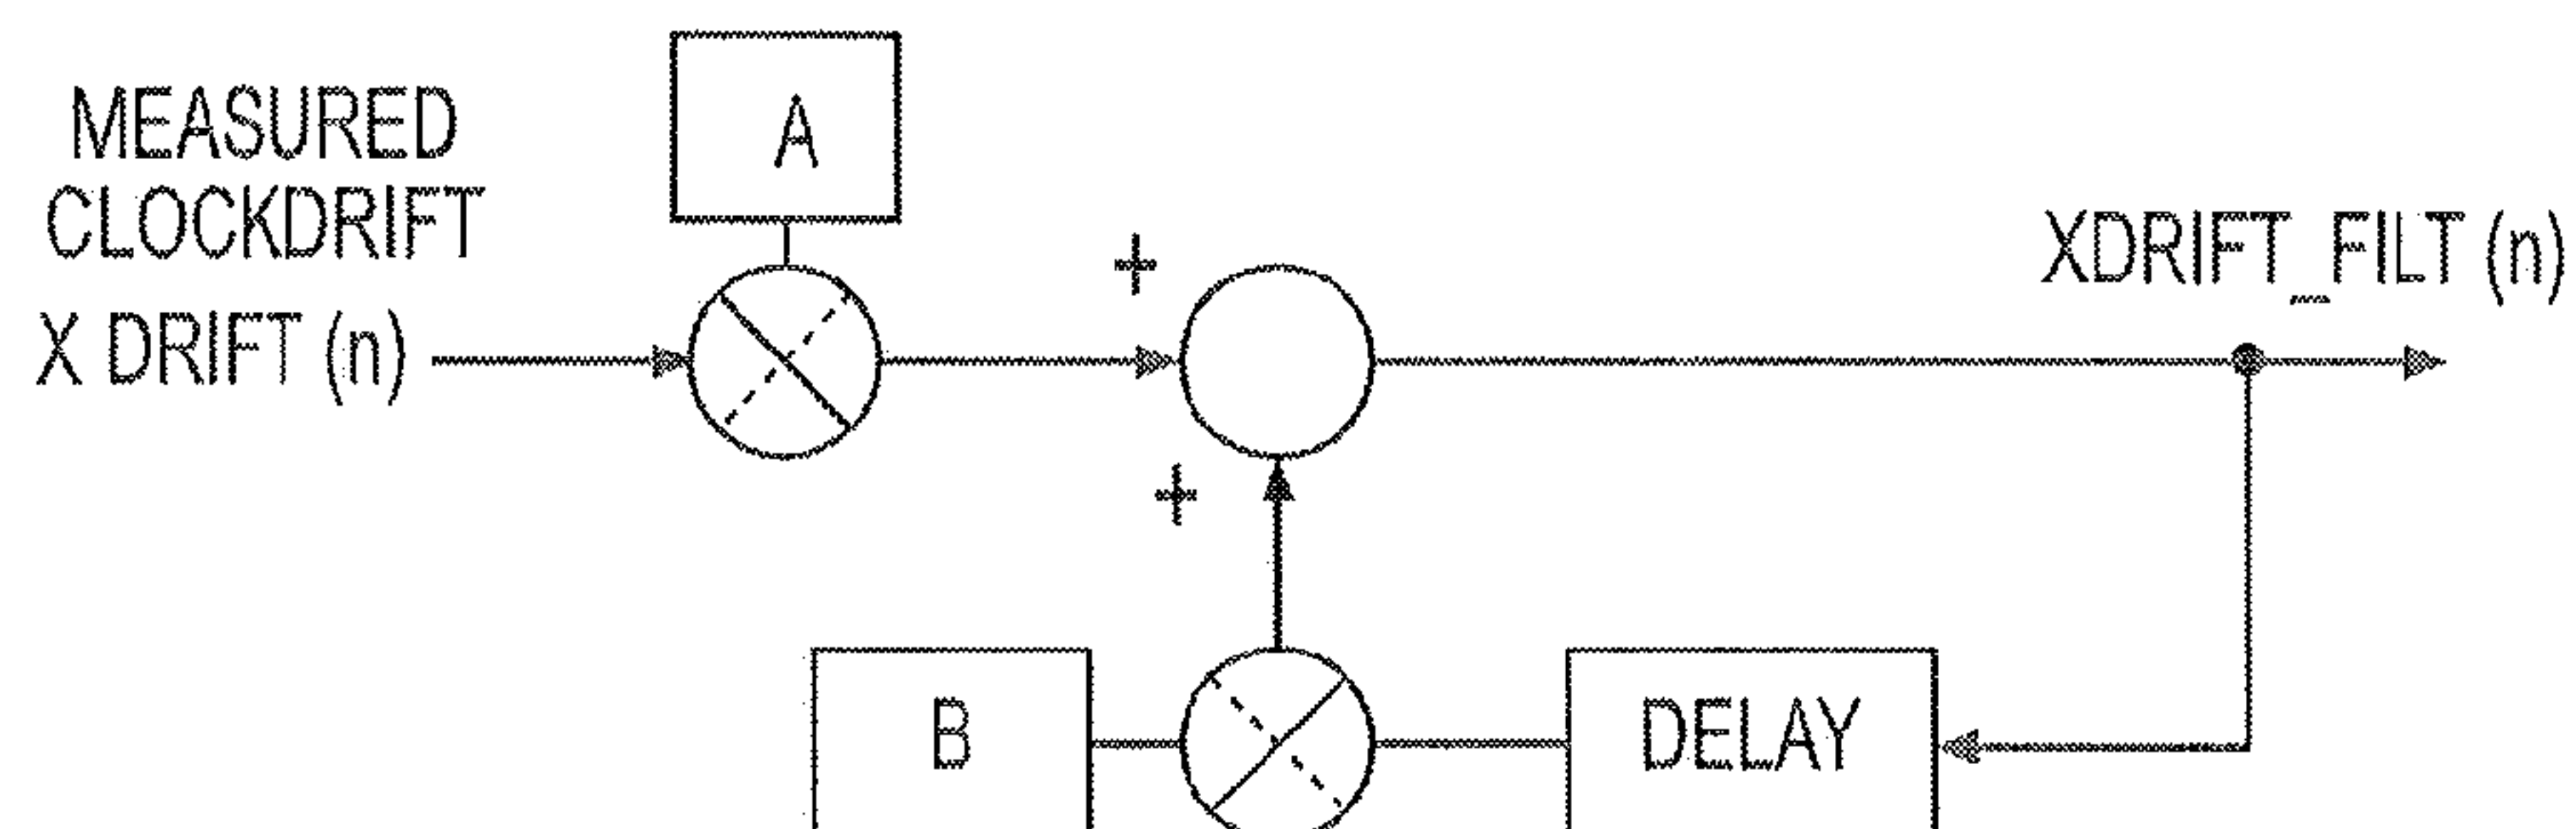 A
MEASURED
CLOCKDRIFT
X DRIFT (n)
+
XDRIFT_FILT (n)
+
B
DELAY